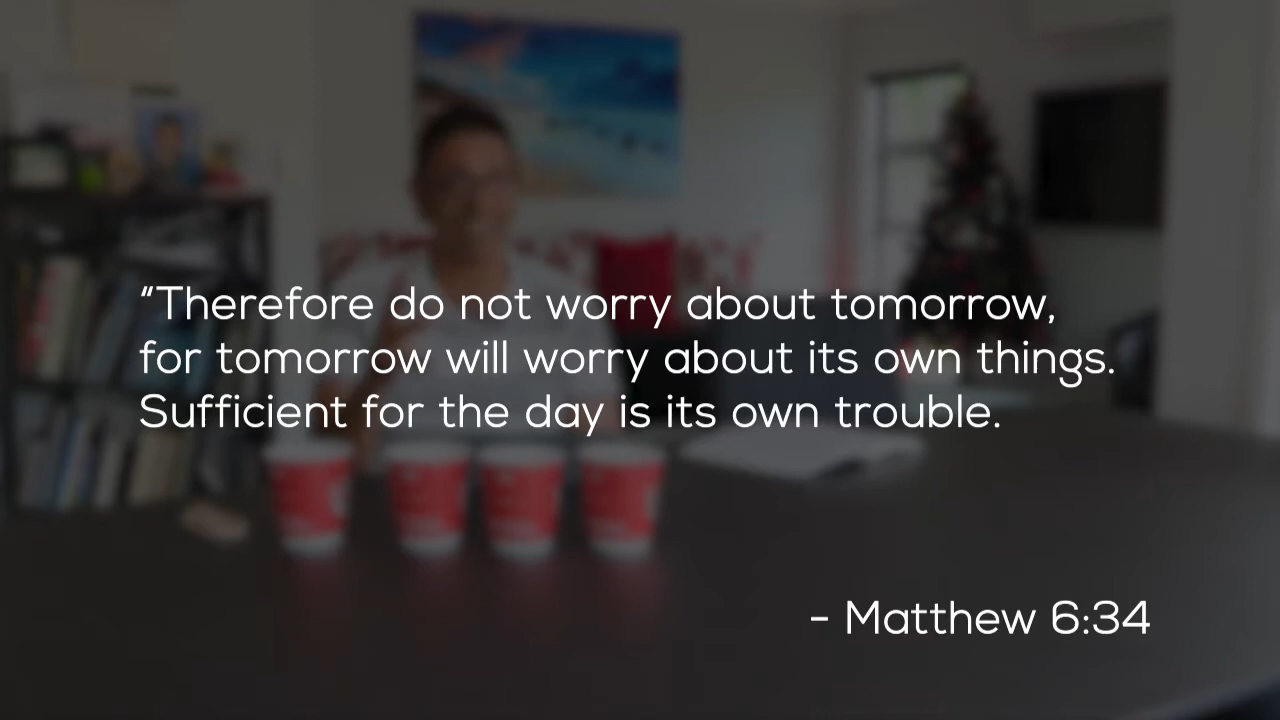 “Therefore do not worry about tomorrow,
for tomorrow will worry about its own things.
Sufficient for the day is its own trouble.
- Matthew 6:34